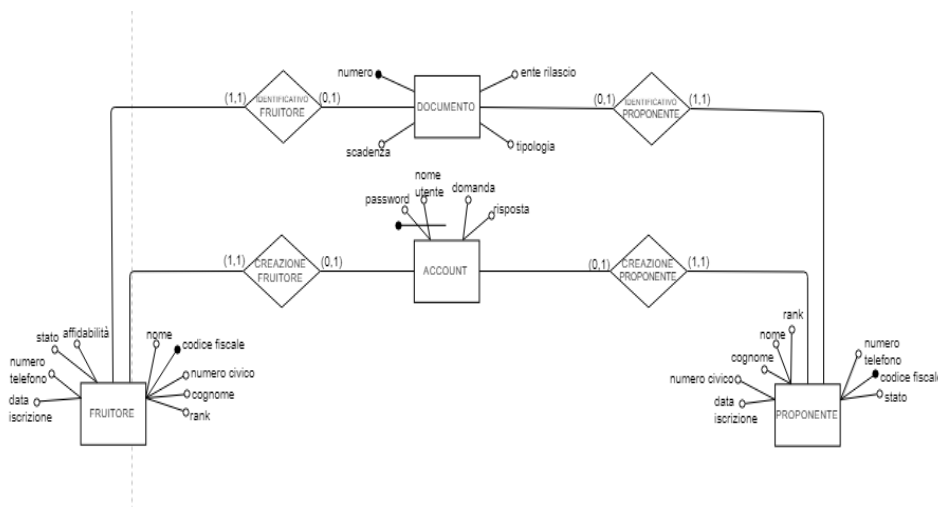 numero
ente rilascio
(1,1)
IDENTIFICATIVO
FRUITORE
(0,1)
DOCUMENTO
(0,1)
IDENTIFICATIVO
PROPONENTE
(1,1)
scadenza
tipologia
nome
utente
password
domanda
risposta
(1,1)
CREAZIONE
FRUITORE
(0,1)
ACCOUNT
(0,1)
CREAZIONE
PROPONENTE
(1,1)
stato
affidabilità
nome
codice fiscale
numero
telefono
numero civico
data
iscrizione
cognome
rank
FRUITORE
rank
nome
cognome
numero
telefono
numero civico
codice fiscale
data
iscrizione
stato
PROPONENTE